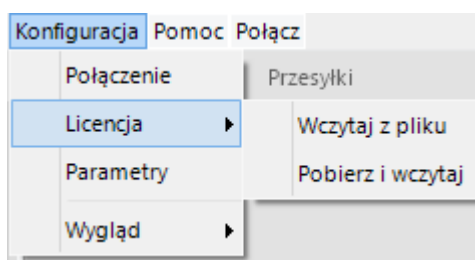 Konfiguracja Pomoc Połącz
Połączenie
Przesyłki
Licencja
Wczytaj z pliku
Parametry
Pobierz i wczytaj
Wygląd